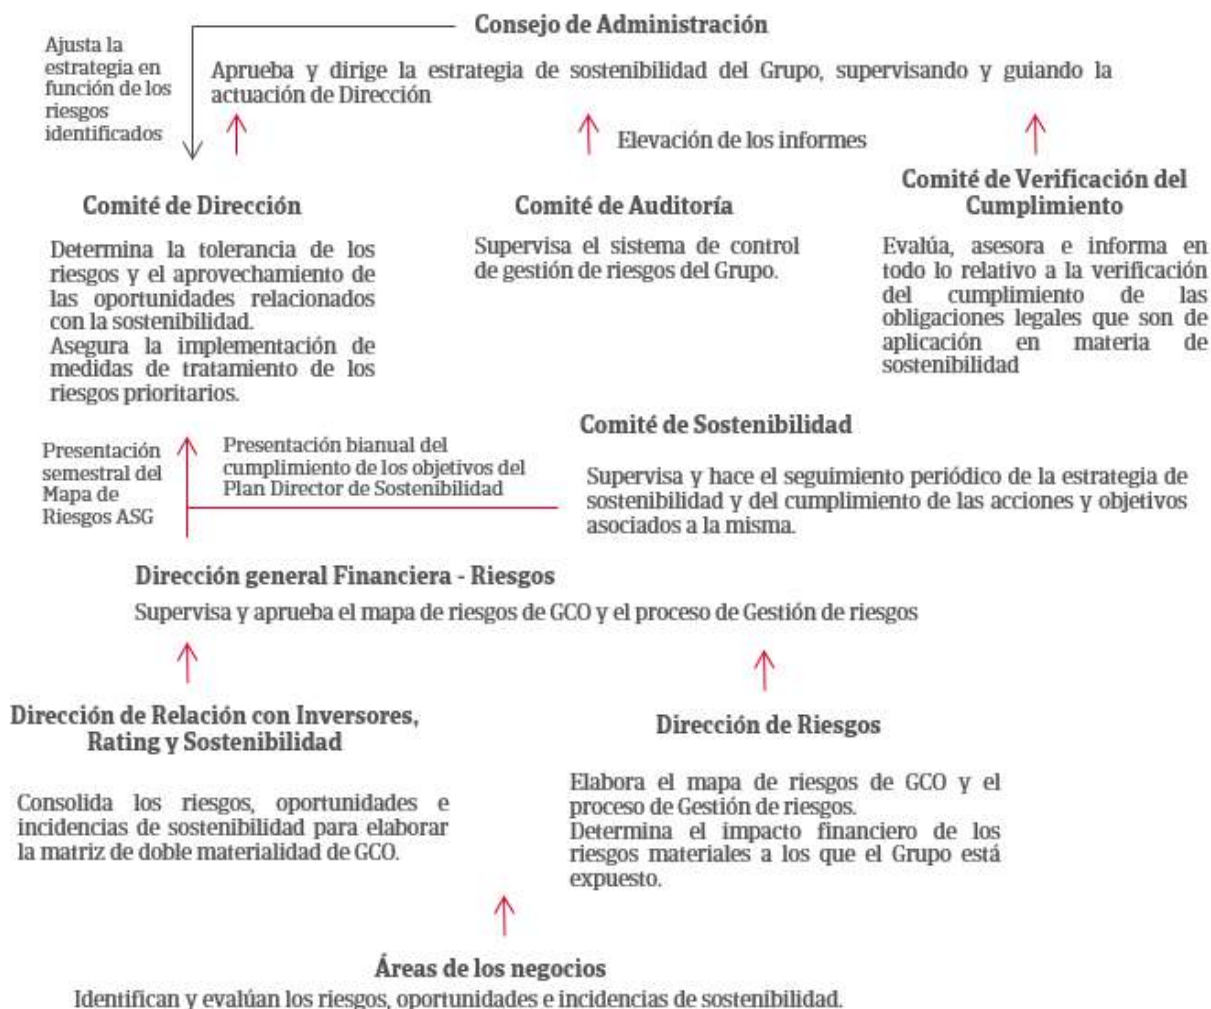 Consejo de Administración
Ajusta la
estrategia en
función de los
riesgos
identificados
Aprueba y dirige la estrategia de sostenibilidad del Grupo, supervisando y guiando la
actuación de Dirección
Elevación de los informes
Comité de Dirección
Determina la tolerancia de los
riesgos y el aprovechamiento de
las oportunidades relacionados
con la sostenibilidad.
Asegura la implementación de
medidas de tratamiento de los
riesgos prioritarios.
Comité de Auditoría
Supervisa el sistema de control
de gestión de riesgos del Grupo.
Comité de Verificación del
Cumplimiento
Evalúa, asesora e informa en
todo lo relativo a la verificación
del cumplimiento de las
obligaciones legales que son de
aplicación en materia de
sostenibilidad
Comité de Sostenibilidad
Supervisa y hace el seguimiento periódico de la estrategia de
sostenibilidad y del cumplimiento de las acciones y objetivos
asociados a la misma.
Presentación
semestral del
Mapa de
Riesgos ASG
Presentación bianual del
cumplimiento de los objetivos del
Plan Director de Sostenibilidad
Dirección general Financiera - Riesgos
Supervisa y aprueba el mapa de riesgos de GCO y el proceso de Gestión de riesgos
Dirección de Relación con Inversores,
Rating y Sostenibilidad
Consolida los riesgos, oportunidades e
incidencias de sostenibilidad para elaborar
la matriz de doble materialidad de GCO.
Dirección de Riesgos
Elabora el mapa de riesgos de GCO y el
proceso de Gestión de riesgos.
Determina el impacto financiero de los
riesgos materiales a los que el Grupo está
expuesto.
Áreas de los negocios
Identifican y evalúan los riesgos, oportunidades e incidencias de sostenibilidad.